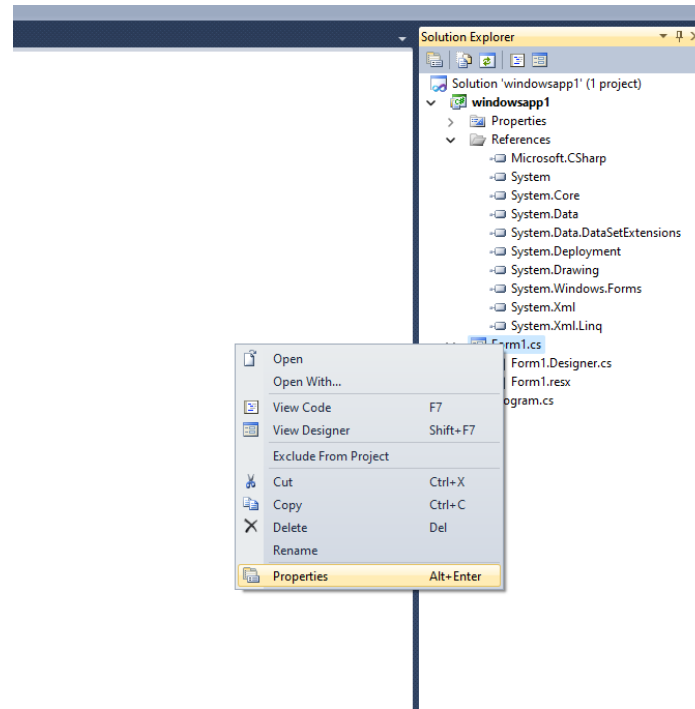 Solution Explorer
Solution 'windowsapp1' (1 project)
windowsapp1
Properties
References
Microsoft.CSharp
System
System.Core
System.Data
System.Data.DataSetExtensions
System.Deployment
System.Drawing
System.Windows.Forms
System.Xml
System.Xml.Linq
Form1.cs
Form1.Designer.cs
Form1.resx
ogram.cs
Open
Open With...
View Code F7
View Designer Shift+F7
Exclude From Project
Cut Ctrl+X
Copy Ctrl+C
Delete Del
Rename
Properties Alt+Enter